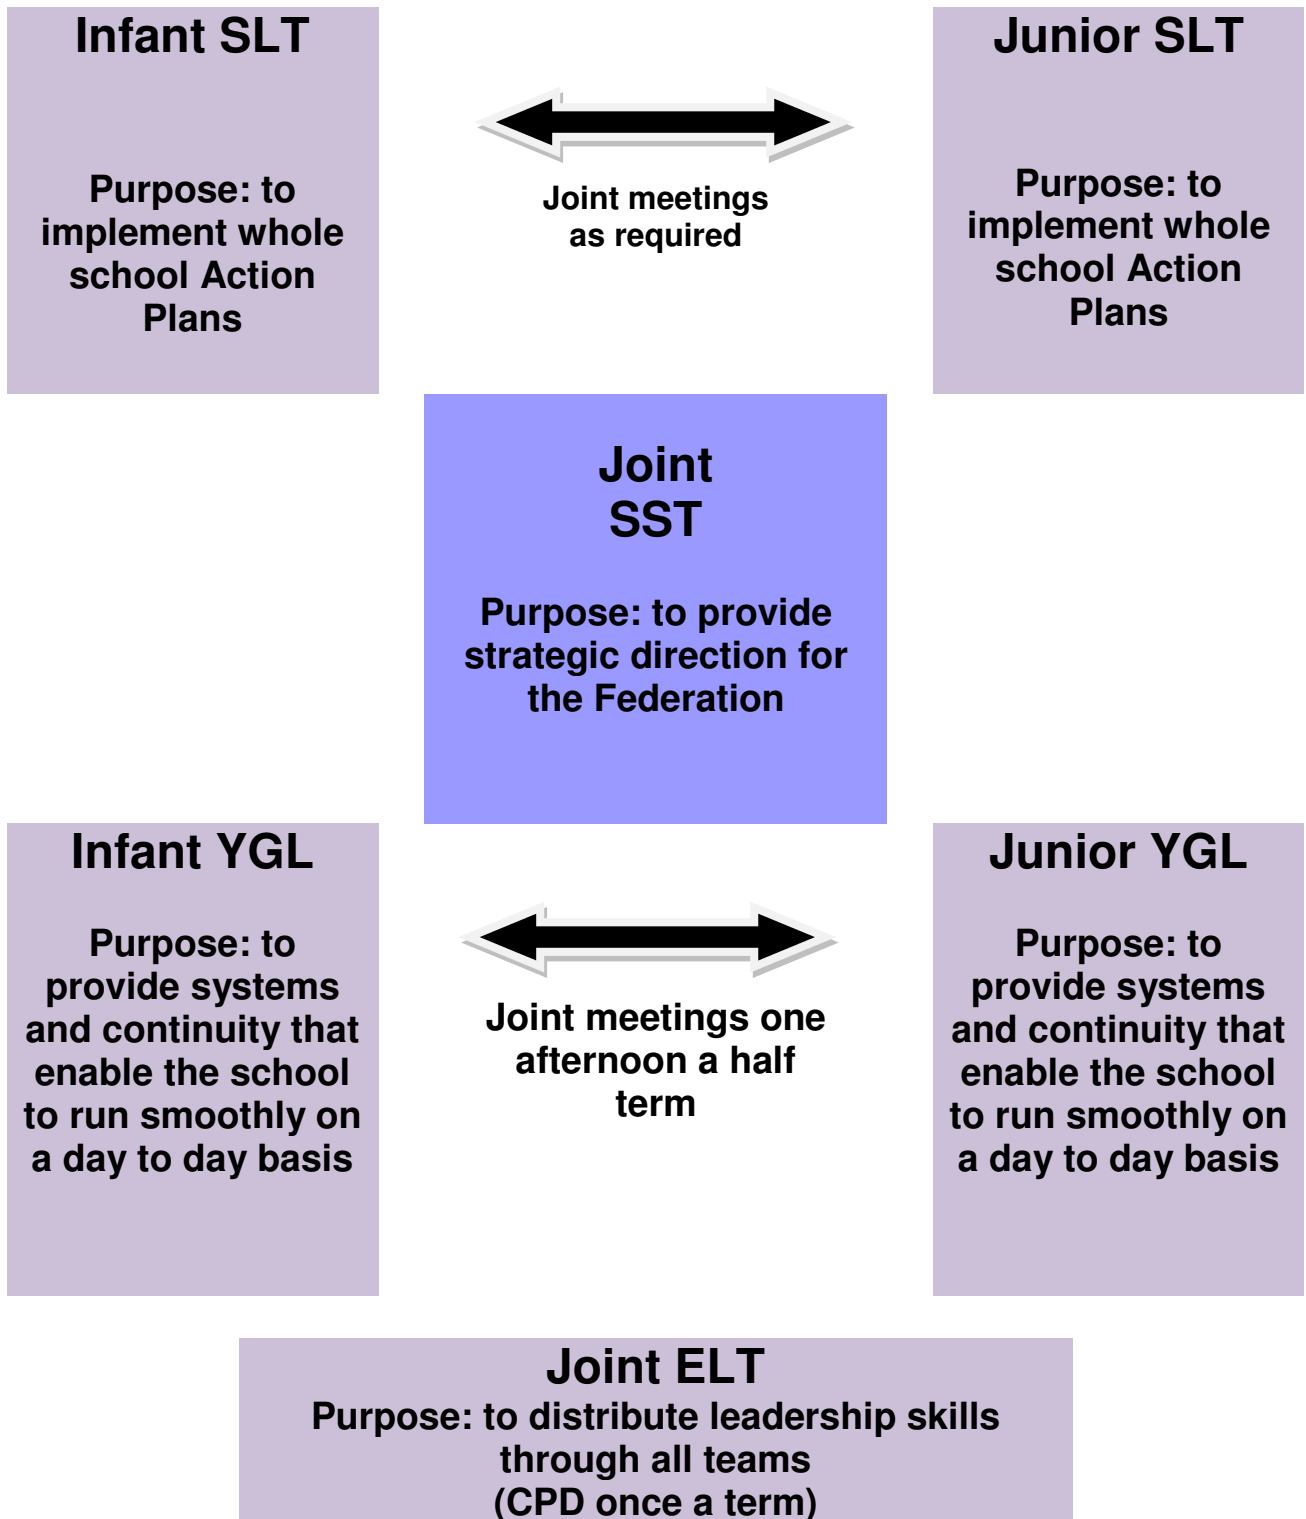 Infant SLT
Purpose: to
implement whole
school Action
Plans
Joint meetings
as required
Junior SLT
Purpose: to
implement whole
school Action
Plans
Joint
SST
Purpose: to provide
strategic direction for
the Federation
Infant YGL
Purpose: to
provide systems
and continuity that
enable the school
to run smoothly on
a day to day basis
Joint meetings one
afternoon a half
term
Junior YGL
Purpose: to
provide systems
and continuity that
enable the school
to run smoothly on
a day to day basis
Joint ELT
Purpose: to distribute leadership skills
through all teams
(CPD once a term)